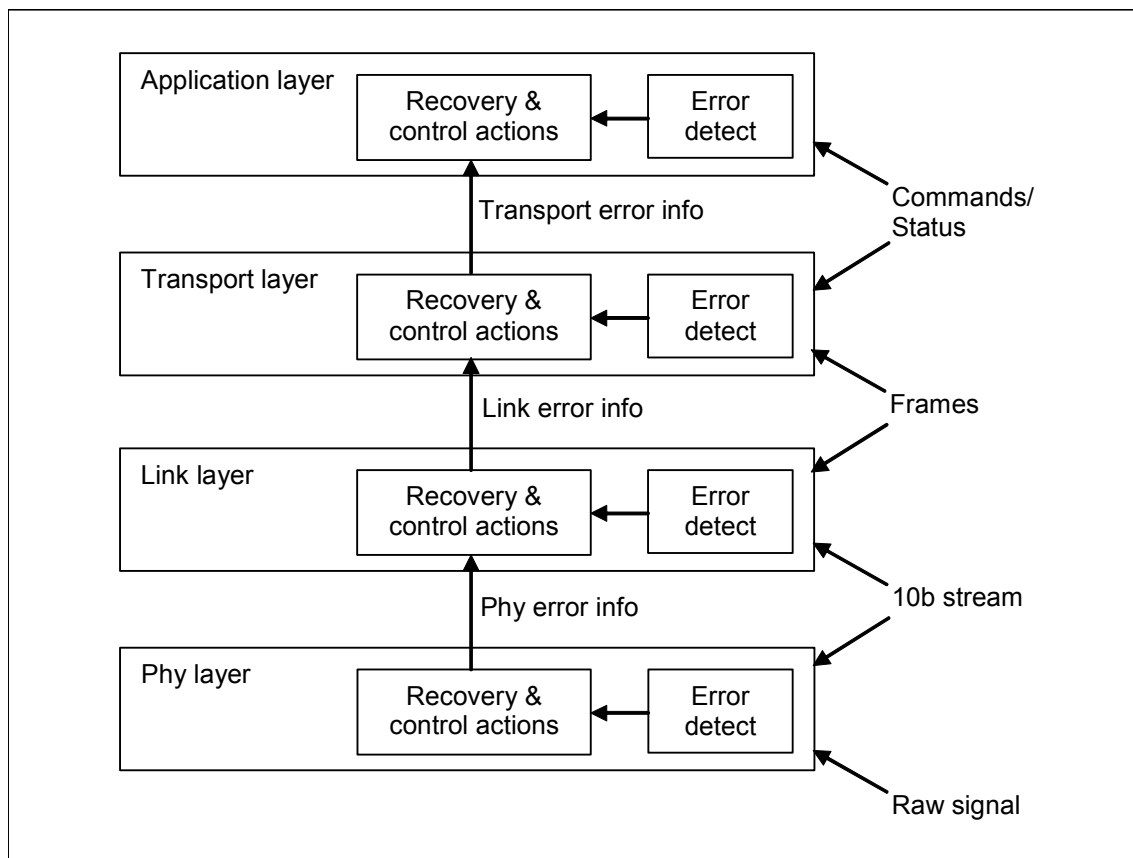 Application layer
Recovery &
control actions
Error
detect
Commands/
Status
Transport error info
Transport layer
Recovery &
control actions
Error
detect
Frames
Link error info
Link layer
Recovery &
control actions
Error
detect
10b stream
Phy error info
Phy layer
Recovery &
control actions
Error
detect
Raw signal